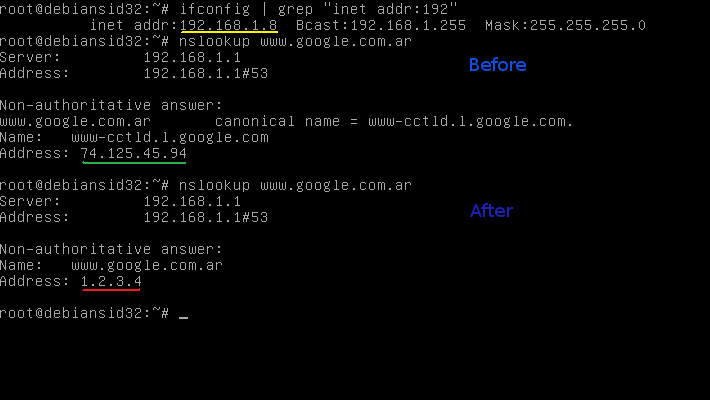 root@debiansid32:~# ifconfig | grep "inet addr:192"
inet addr:192.168.1.8  Bcast:192.168.1.255  Mask:255.255.255.0
root@debiansid32:~# nslookup www.google.com.ar
Server:         192.168.1.1
Address:        192.168.1.1#53
Before
Non-authoritative answer:
www.google.com.ar       canonical name = www-cctld.l.google.com.
Name:   www-cctld.l.google.com
Address: 74.125.45.94
root@debiansid32:~# nslookup www.google.com.ar
Server:         192.168.1.1
Address:        192.168.1.1#53
After
Non-authoritative answer:
Name:   www.google.com.ar
Address: 1.2.3.4
root@debiansid32:~# _